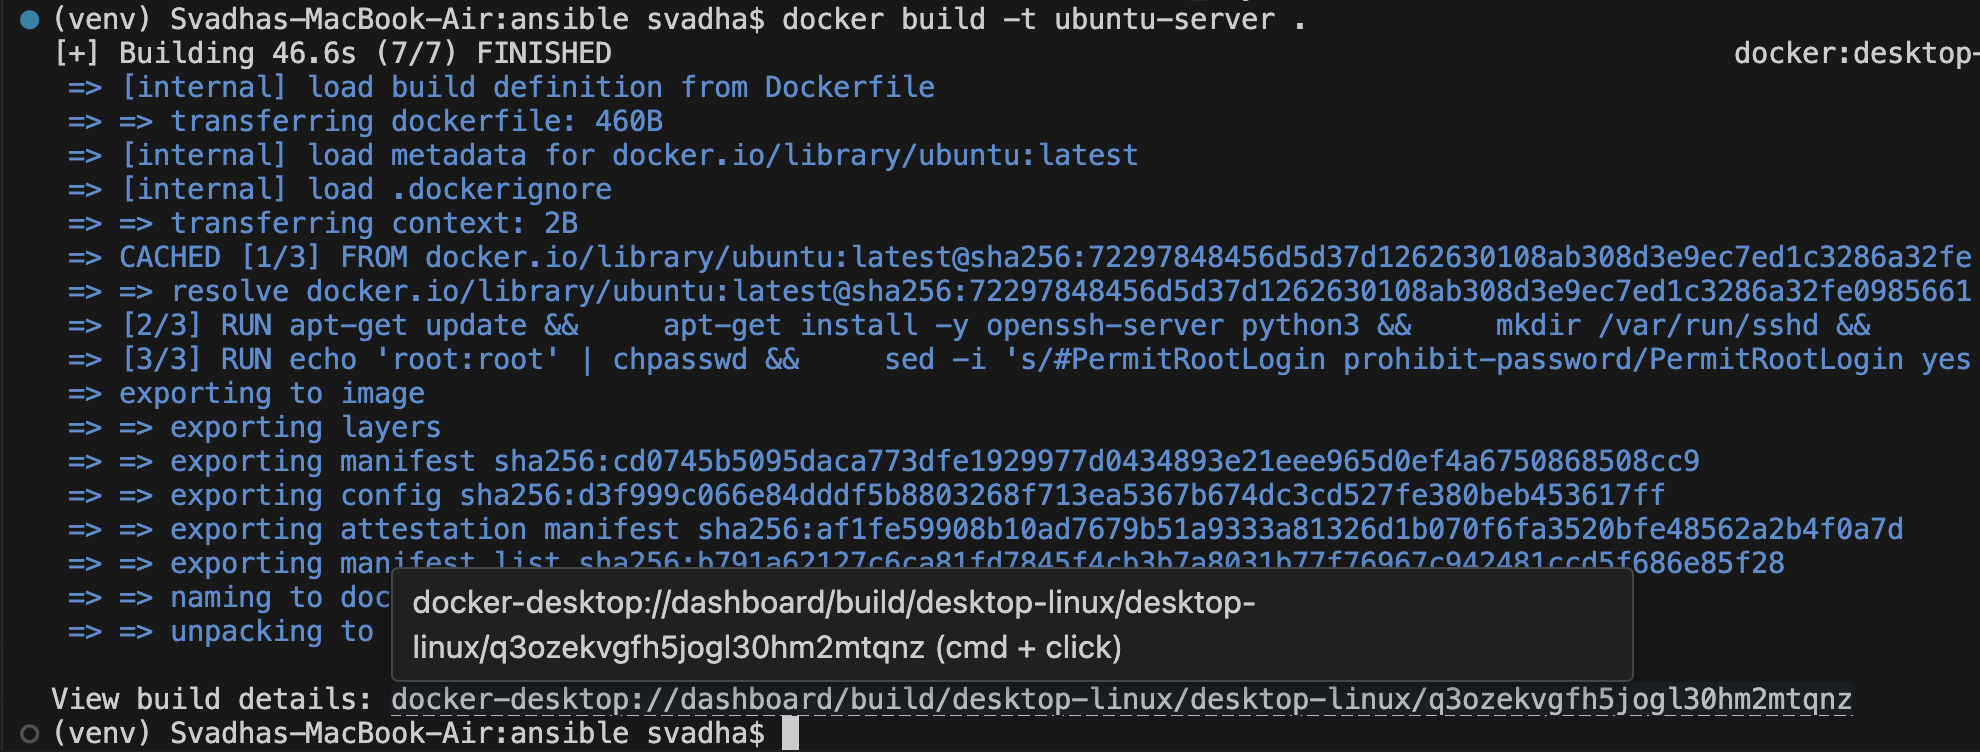 (venv) Svadhas-MacBook-Air:ansible svadha$ docker build -t ubuntu-server .
[+] Building 46.6s (7/7) FINISHED docker:desktop-
=> [internal] load build definition from Dockerfile
=> => transferring dockerfile: 460B
=> [internal] load metadata for docker.io/library/ubuntu:latest
=> [internal] load .dockerignore
=> => transferring context: 2B
=> CACHED [1/3] FROM docker.io/library/ubuntu:latest@sha256:72297848456d5d37d1262630108ab308d3e9ec7ed1c3286a32fe
=> => resolve docker.io/library/ubuntu:latest@sha256:72297848456d5d37d1262630108ab308d3e9ec7ed1c3286a32fe0985661
=> [2/3] RUN apt-get update &&     apt-get install -y openssh-server python3 &&     mkdir /var/run/sshd &&
=> [3/3] RUN echo 'root:root' | chpasswd &&     sed -i 's/#PermitRootLogin prohibit-password/PermitRootLogin yes
=> exporting to image
=> => exporting layers
=> => exporting manifest sha256:cd0745b5095daca773dfe1929977d0434893e21eee965d0ef4a6750868508cc9
=> => exporting config sha256:d3f999c066e84dddf5b8803268f713ea5367b674dc3cd527fe380beb453617ff
=> => exporting attestation manifest sha256:af1fe59908b10ad7679b51a9333a81326d1b070f6fa3520bfe48562a2b4f0a7d
=> => exporting manifest list sha256:b791a62127c6ca81fd7845f4cb3b7a8031b77f76967c942481ccd5f686e85f28
=> => naming to doc
=> => unpacking to
docker-desktop://dashboard/build/desktop-linux/desktop-
linux/q3ozekvgfh5jogl30hm2mtqnz (cmd + click)
View build details: docker-desktop://dashboard/build/desktop-linux/desktop-linux/q3ozekvgfh5jogl30hm2mtqnz
(venv) Svadhas-MacBook-Air:ansible svadha$